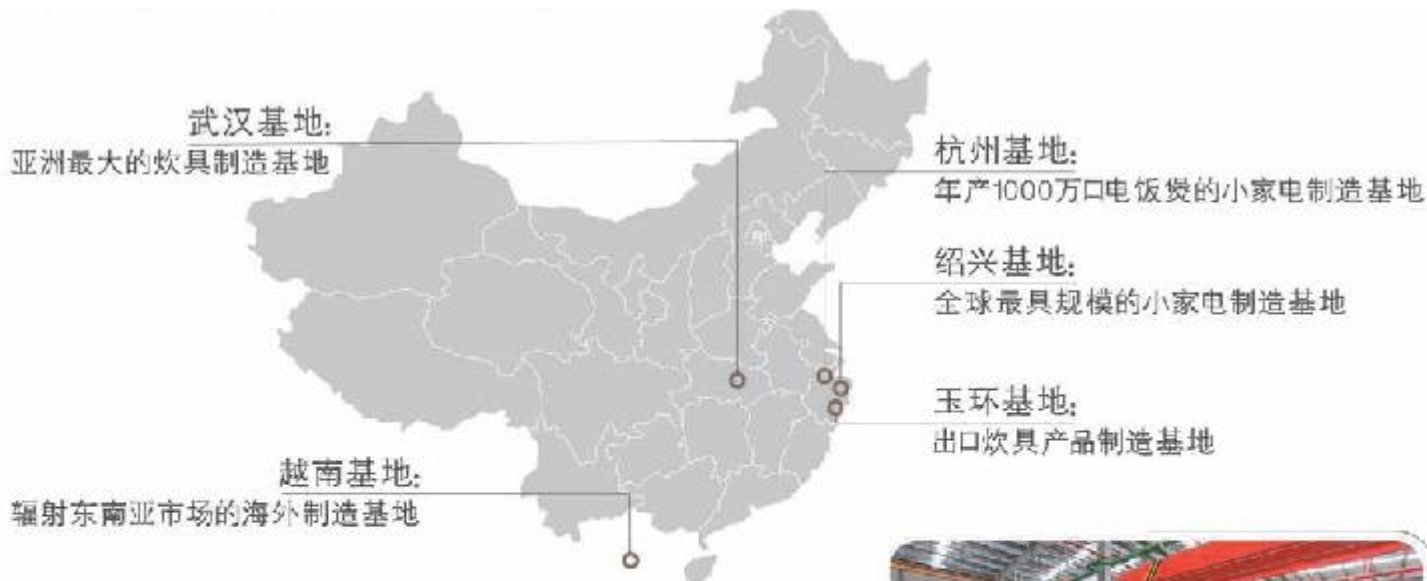 武汉基地:
亚洲最大的炊具制造基地
杭州基地:
年产1000万口电饭煲的小家电制造基地
绍兴基地:
全球最具规模的小家电制造基地
玉环基地:
出口炊具产品制造基地
越南基地:
辐射东南亚市场的海外制造基地